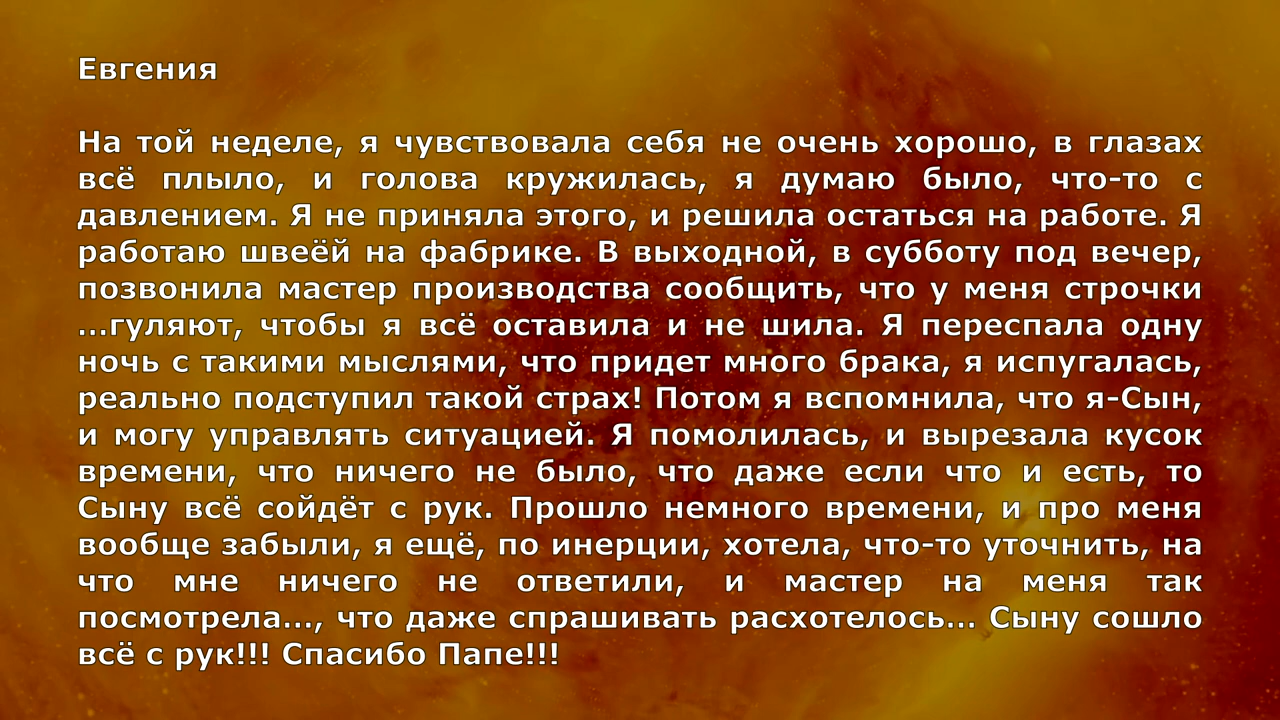 Евгения
На той неделе, я чувствовала себя не очень хорошо, в глазах
всё плыло, и голова кружилась, я думаю было, что-то с
давлением. Я не приняла этого, и решила остаться на работе. Я
работаю швеёй на фабрике. В выходной, в субботу под вечер,
позвонила мастер производства сообщить, что у меня строчки
...гуляют, чтобы я всё оставила и не шила. Я переспала одну
ночь с такими мыслями, что придет много брака, я испугалась,
реально подступил такой страх! Потом я вспомнила, что я-Сын,
и могу управлять ситуацией. Я помолилась, и вырезала кусок
времени, что ничего не было, что даже если что и есть, то
Сыну всё сойдёт с рук. Прошло немного времени, и про меня
вообще забыли, я ещё, по инерции, хотела, что-то уточнить, на
что мне ничего не ответили, и мастер на меня так
посмотрела..., что даже спрашивать расхотелось... Сыну сошло
всё с рук!!! Спасибо Папе!!!